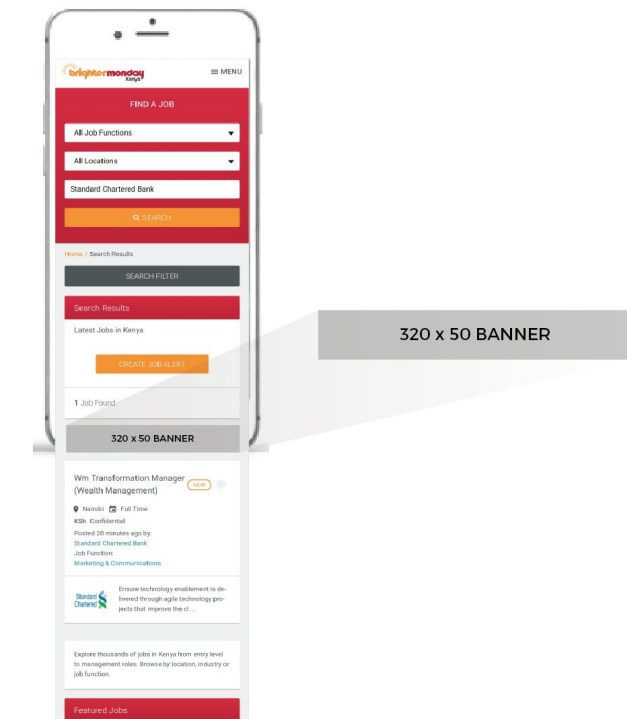 brightermonday
Kenya
MENU
FIND A JOB
All Job Functions
All Locations
Standard Chartered Bank
SEARCH
Home / Search Results
SEARCH FILTER
Search Results
Latest Jobs in Kenya
CREATE JOB ALERT
1 Job Found
320 x 50 BANNER
320 x 50 BANNER
Wm Transformation Manager
(Wealth Management)
NEW
Nairobi Full Time
KSh Confidential
Posted 28 minutes ago by:
Standard Chartered Bank
Job Function:
Marketing & Communications
Standard
Chartered
Ensure technology enablement is de-
livered through agile technology pro-
jects that improve the cl ...
Explore thousands of jobs in Kenya from entry level
to management roles. Browse by location, industry or
job function.
Featured Jobs